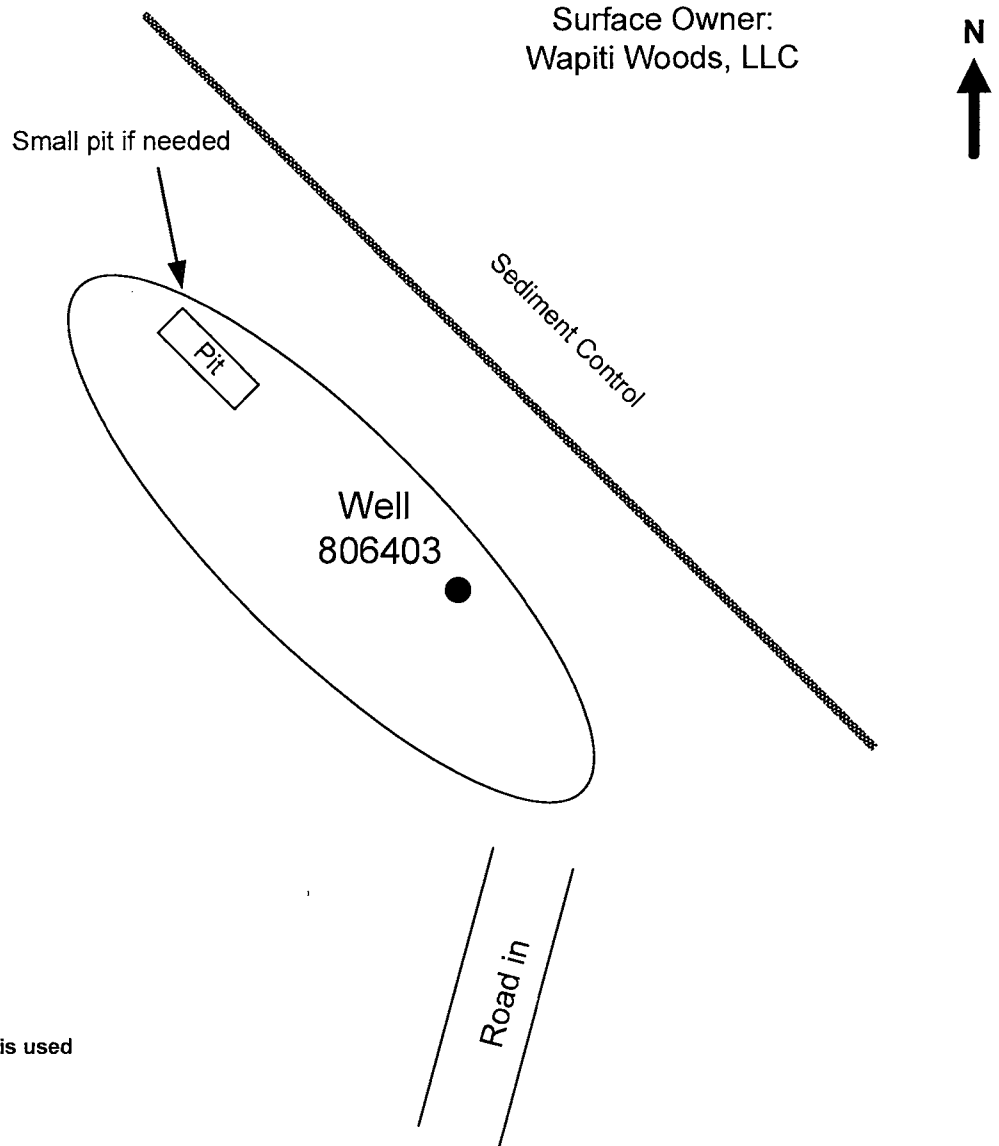 Surface Owner:
Wapiti Woods, LLC
N
Small pit if needed
Sediment Control
Pit
Well
806403
Road in
is used